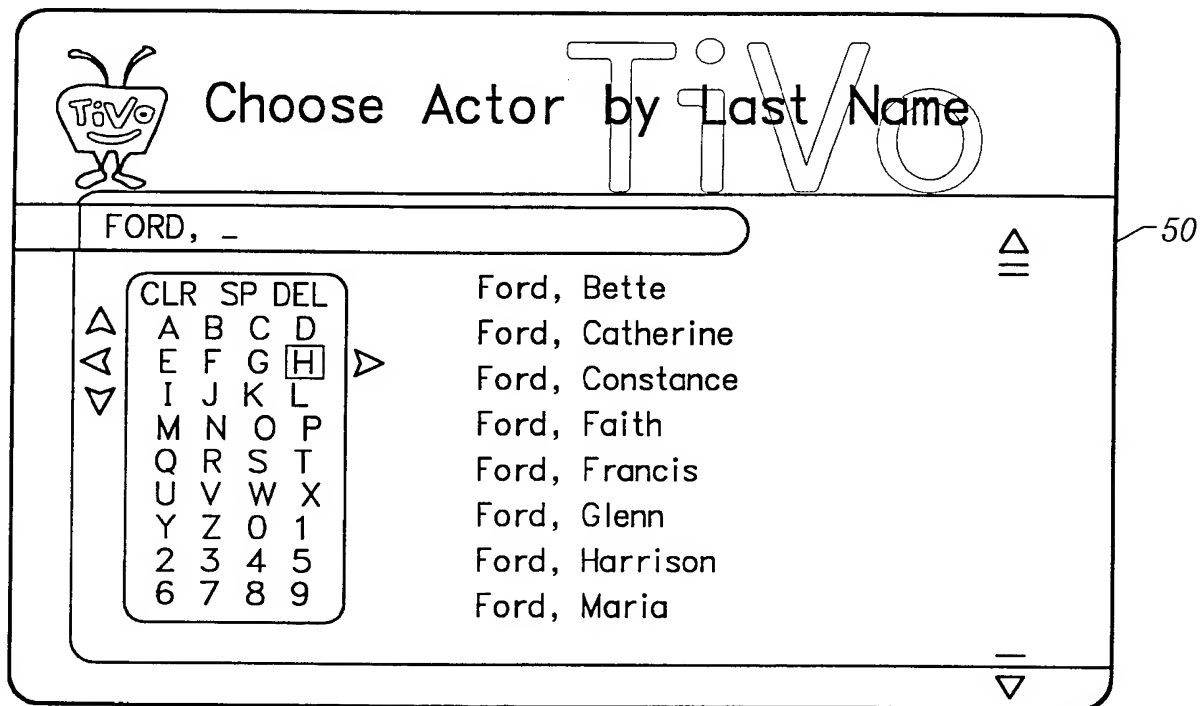 TiVo
TiVo
Choose Actor by Last Name
FORD, _
50
CLR SP DEL
A B C D
E F G H
I J K L
M N O P
Q R S T
U V W X
Y Z 0 1
2 3 4 5
6 7 8 9
Ford, Bette
Ford, Catherine
Ford, Constance
Ford, Faith
Ford, Francis
Ford, Glenn
Ford, Harrison
Ford, Maria